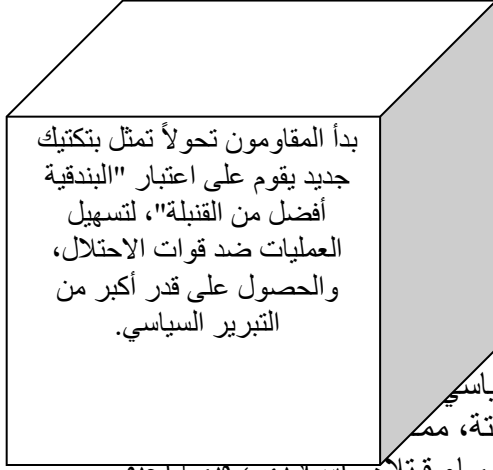 بدأ المقاومون تحولاً تمثل بتكتيك
جديد يقوم على اعتبار "البندقية
أفضل من القنبلة"، لتسهيل
العمليات ضد قوات الاحتلال،
والحصول على قدر أكبر من
التبرير السياسي.